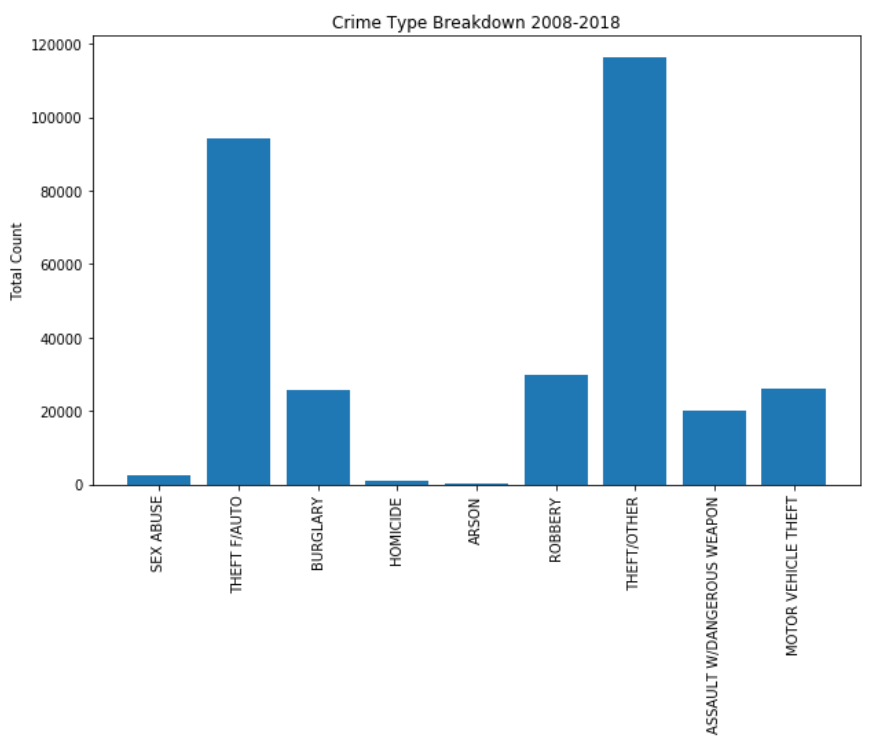 Crime Type Breakdown 2008-2018
Total Count
120000
100000
80000
60000
40000
20000
0
SEX ABUSE
THEFT F/AUTO
BURGLARY
HOMICIDE
ARSON
ROBBERY
THEFT/OTHER
ASSAULT W/DANGEROUS WEAPON
MOTOR VEHICLE THEFT